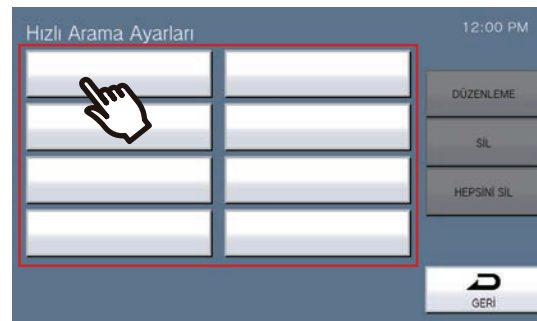 Hızlı Arama Ayarları
12:00 PM
DÜZENLEME
SİL
HEPSİNİ SİL
GERİ